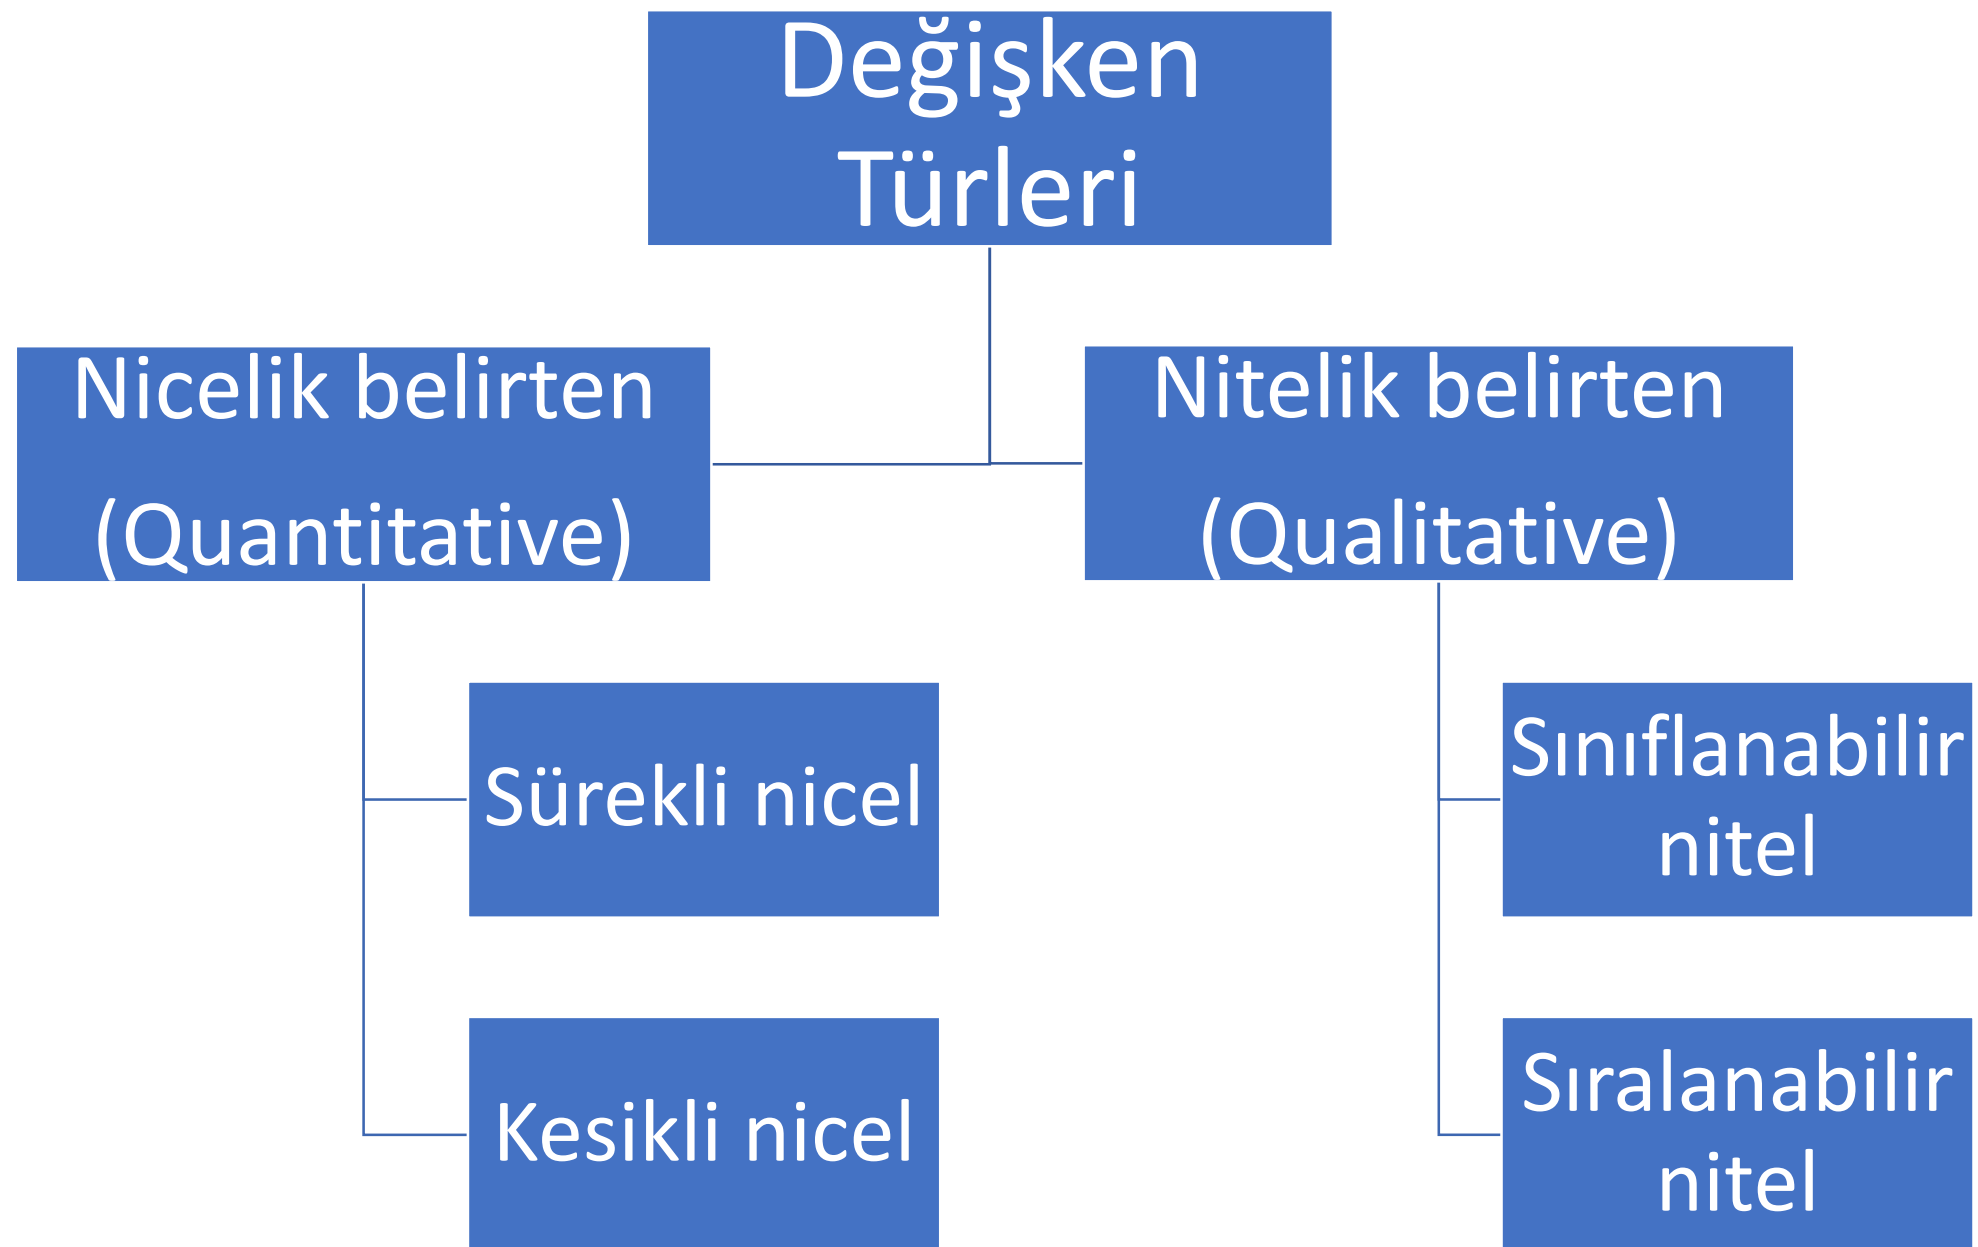 Değişken
Türleri
Nicelik belirten
(Quantitative)
Nitelik belirten
(Qualitative)
Sürekli nicel
Kesikli nicel
Sınıflanabilir
nitel
Sıralanabilir
nitel